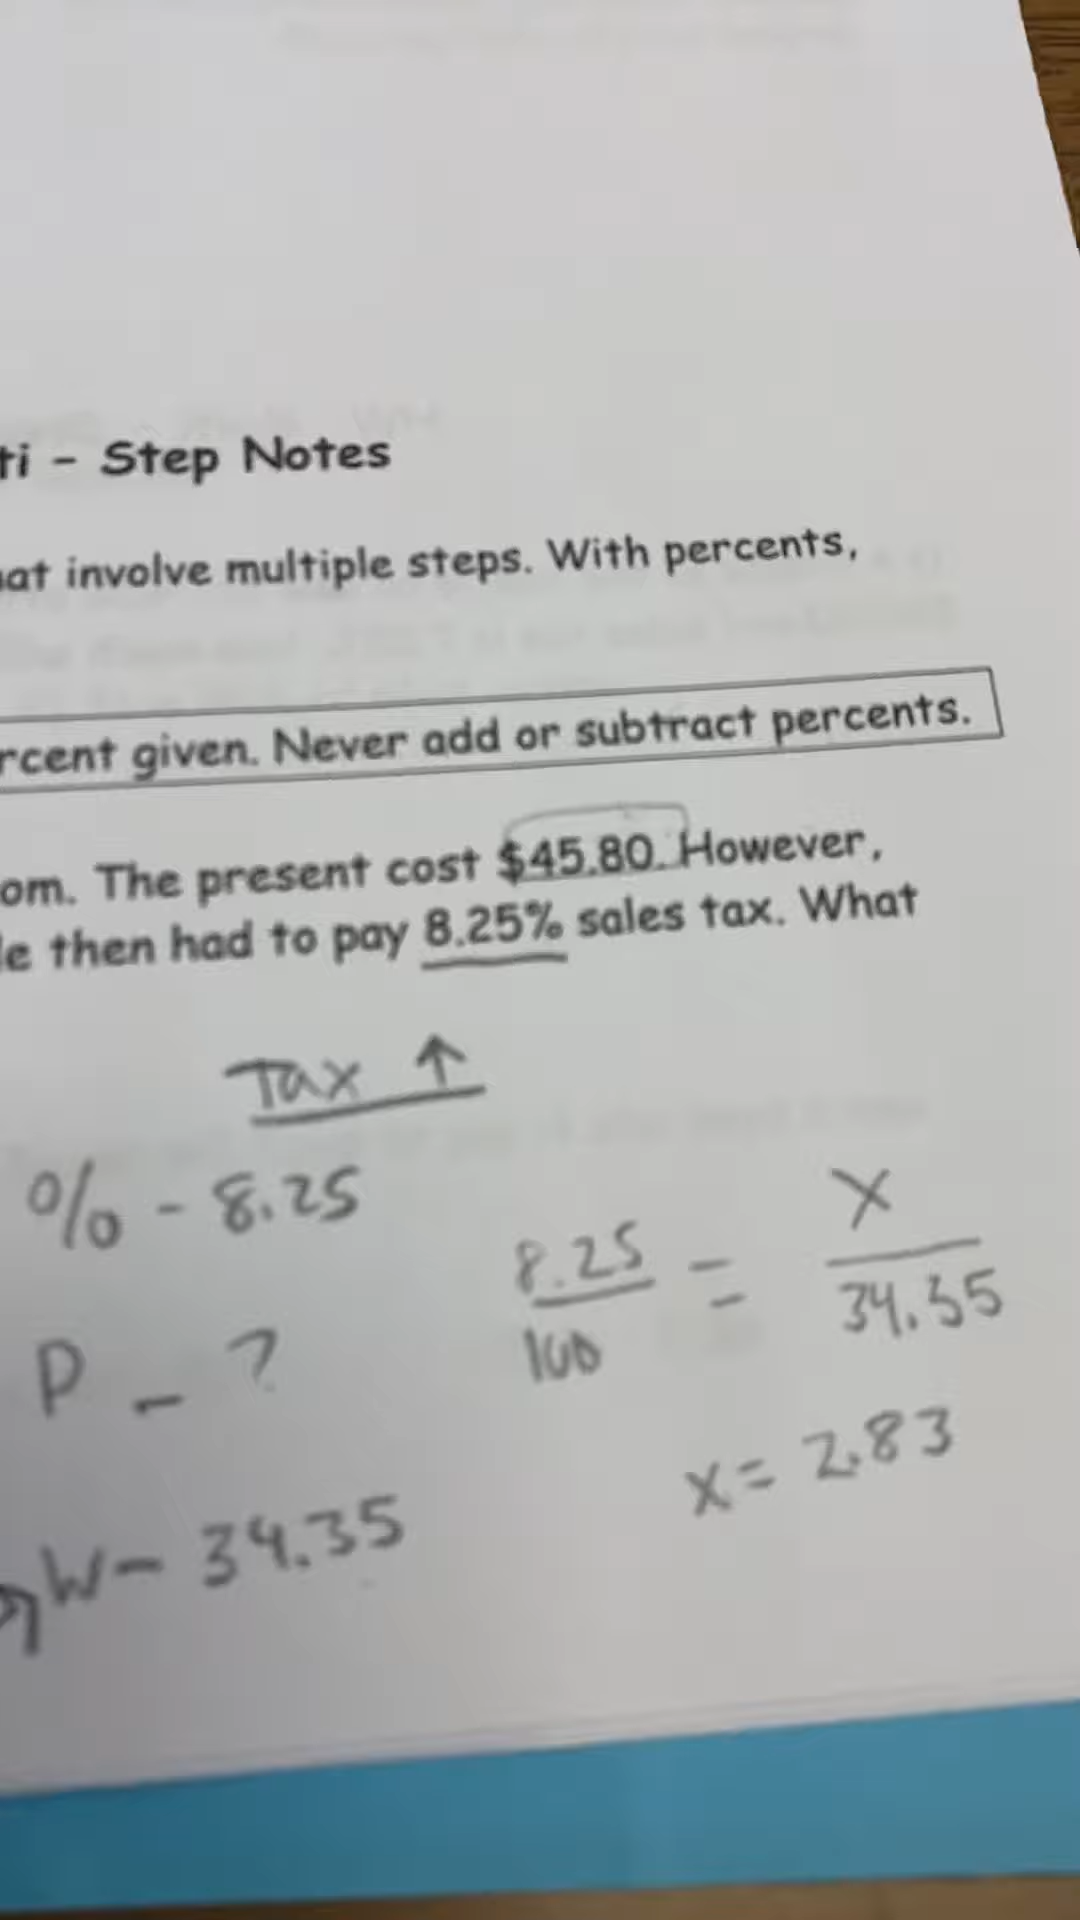 ti - Step Notes
at involve multiple steps. With percents,
rcent given. Never add or subtract percents.
om. The present cost $45.80. However,
le then had to pay 8.25% sales tax. What
Tax ↑
% - 8.25
8.25 = X
100 34.35
P - ?
x = 2.83
W - 34.35